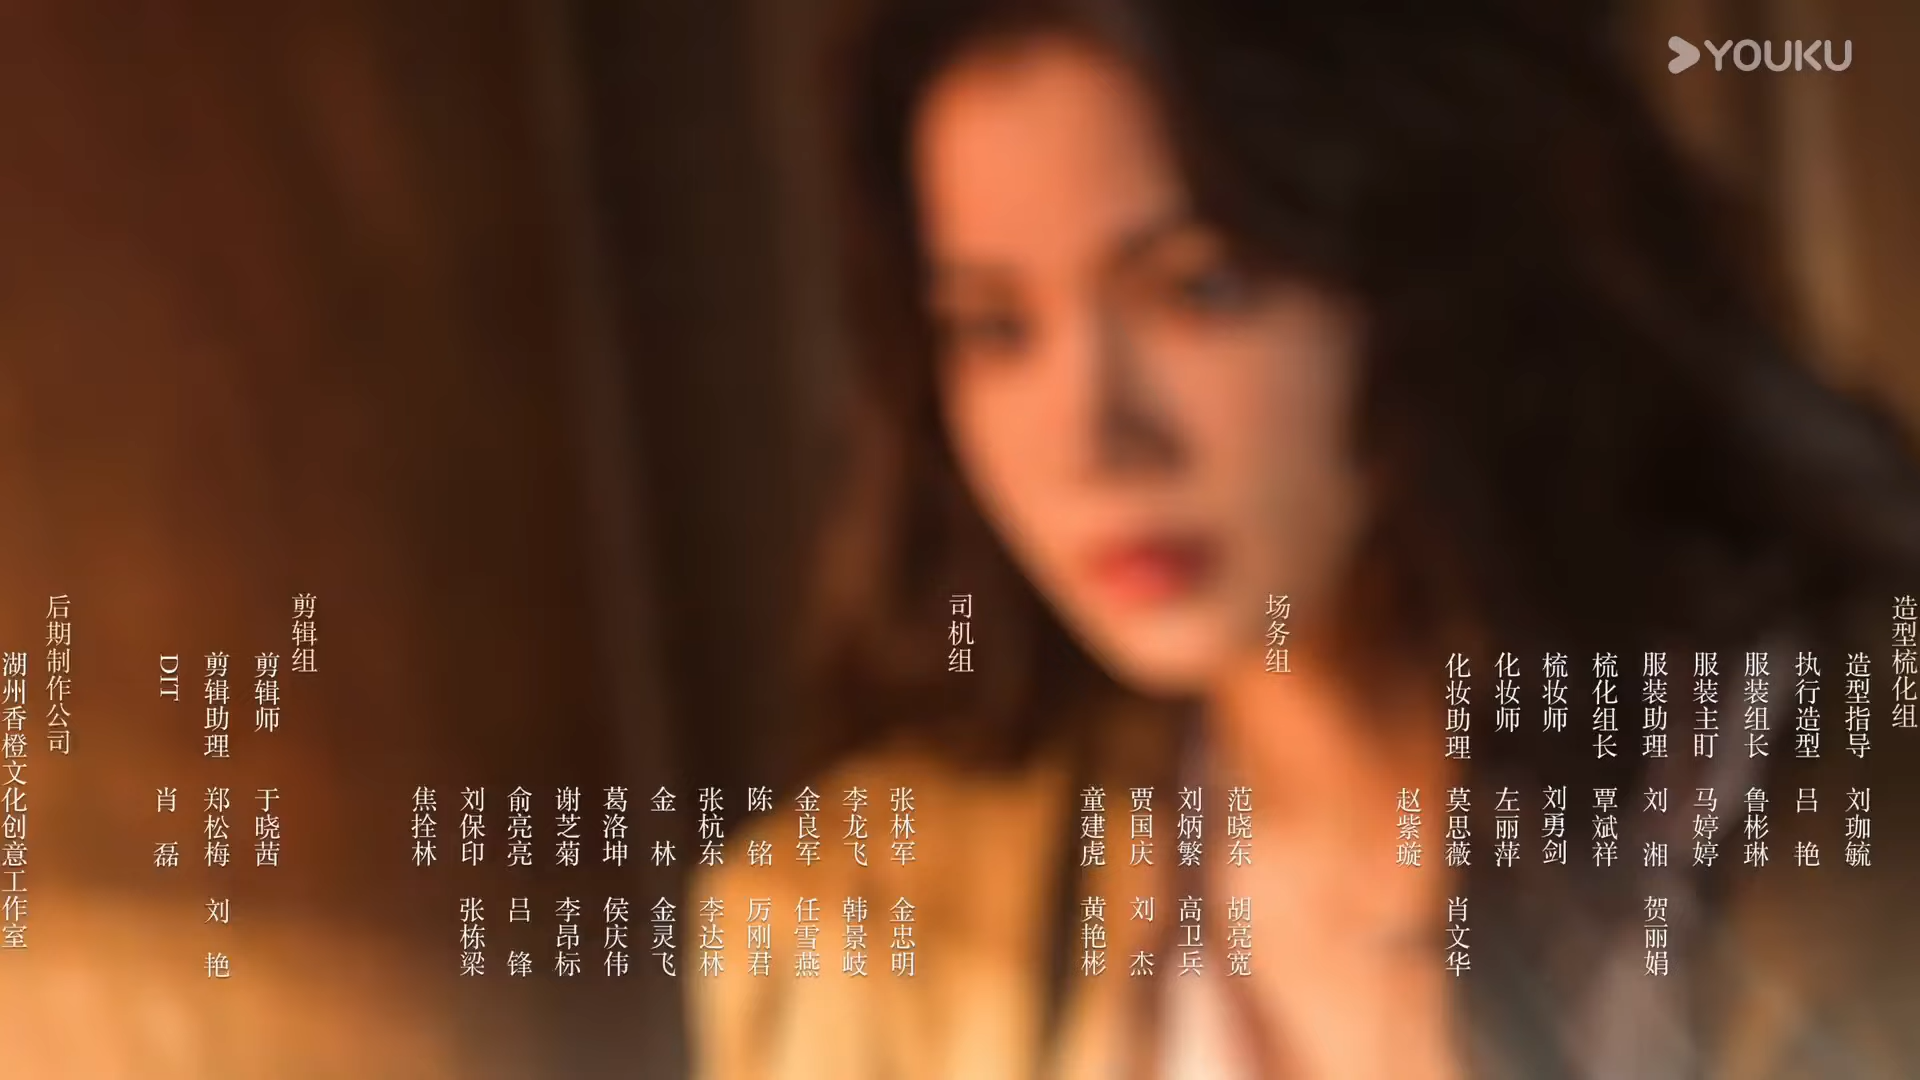 YOUKU
造型梳化组
造型指导 刘珈毓
执行造型 吕艳
服装组长 鲁彬琳
服装主盯 马婷婷
服装助理 刘湘 贺丽娟
梳化组长 覃斌祥
梳妆师 刘勇剑
化妆师 左丽萍
化妆助理 莫思薇 肖文华
赵紫璇
场务组
范晓东 胡亮宽
刘炳繁 高卫兵
贾国庆 刘杰
童建虎 黄艳彬
司机组
张林军 金忠明
李龙飞 韩景岐
金良军 任雪燕
陈铭 厉刚君
张杭东 李达林
金林 金灵飞
葛洛坤 侯庆伟
谢芝菊 李昂标
俞亮亮 吕锋
刘保印 张栋梁
焦拴林
剪辑组
剪辑师 于晓茜
剪辑助理 郑松梅 刘艳
DIT 肖磊
后期制作公司
湖州香橙文化创意工作室